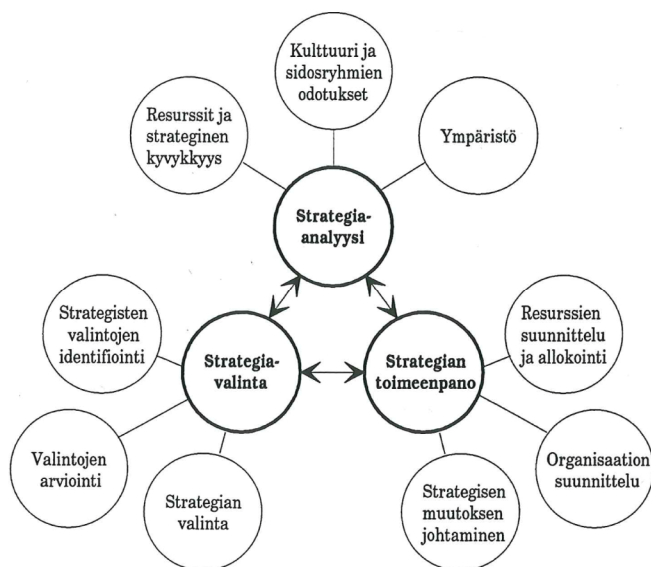 Kulttuuri ja
sidosryhmien
odotukset
Resurssit ja
strateginen
kyvykkyys
Ympäristö
Strategia-
analyysi
Strategisten
valintojen
identifiointi
Strategia-
valinta
Strategian
toimeenpano
Resurssien
suunnittelu
ja allokointi
Valintojen
arviointi
Strategian
valinta
Strategisen
muutoksen
johtaminen
Organisaation
suunnittelu